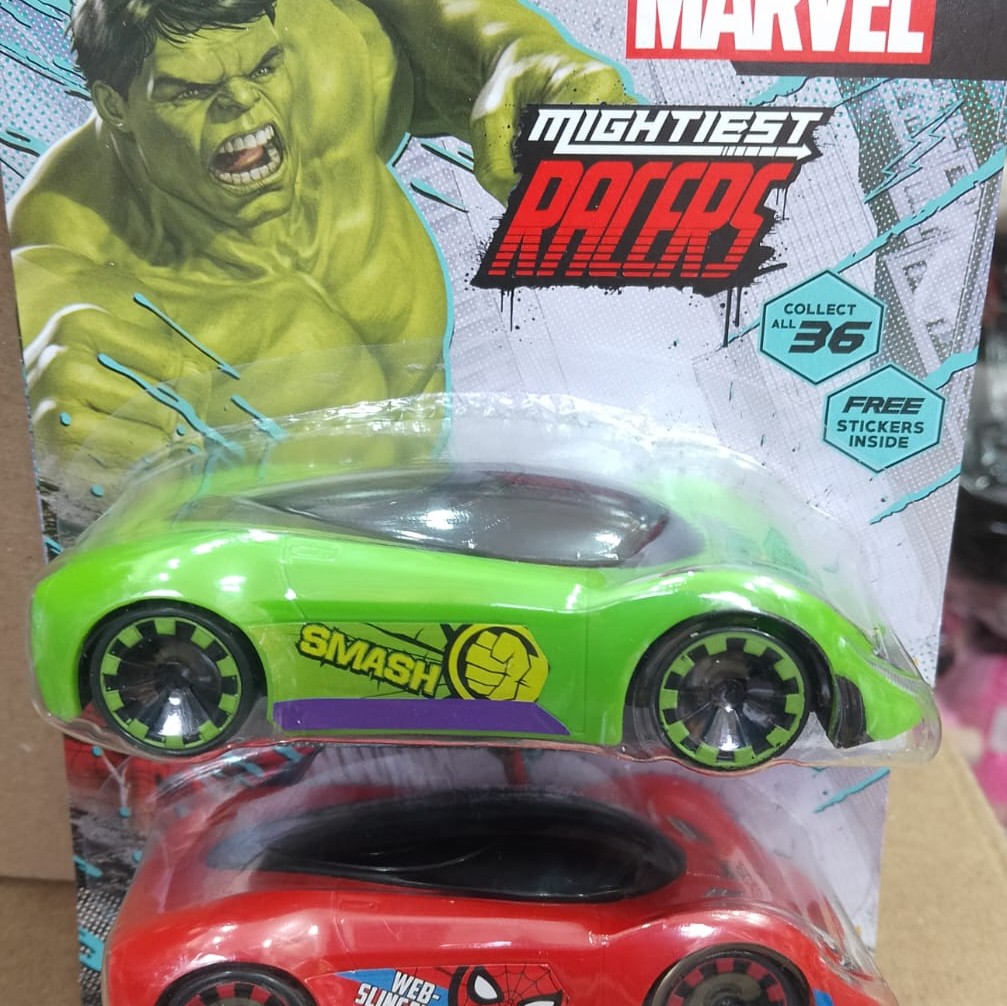 MARVEL
MIGHTIEST
RACERS
COLLECT
ALL 36
FREE
STICKERS
INSIDE
SMASH
WEB-